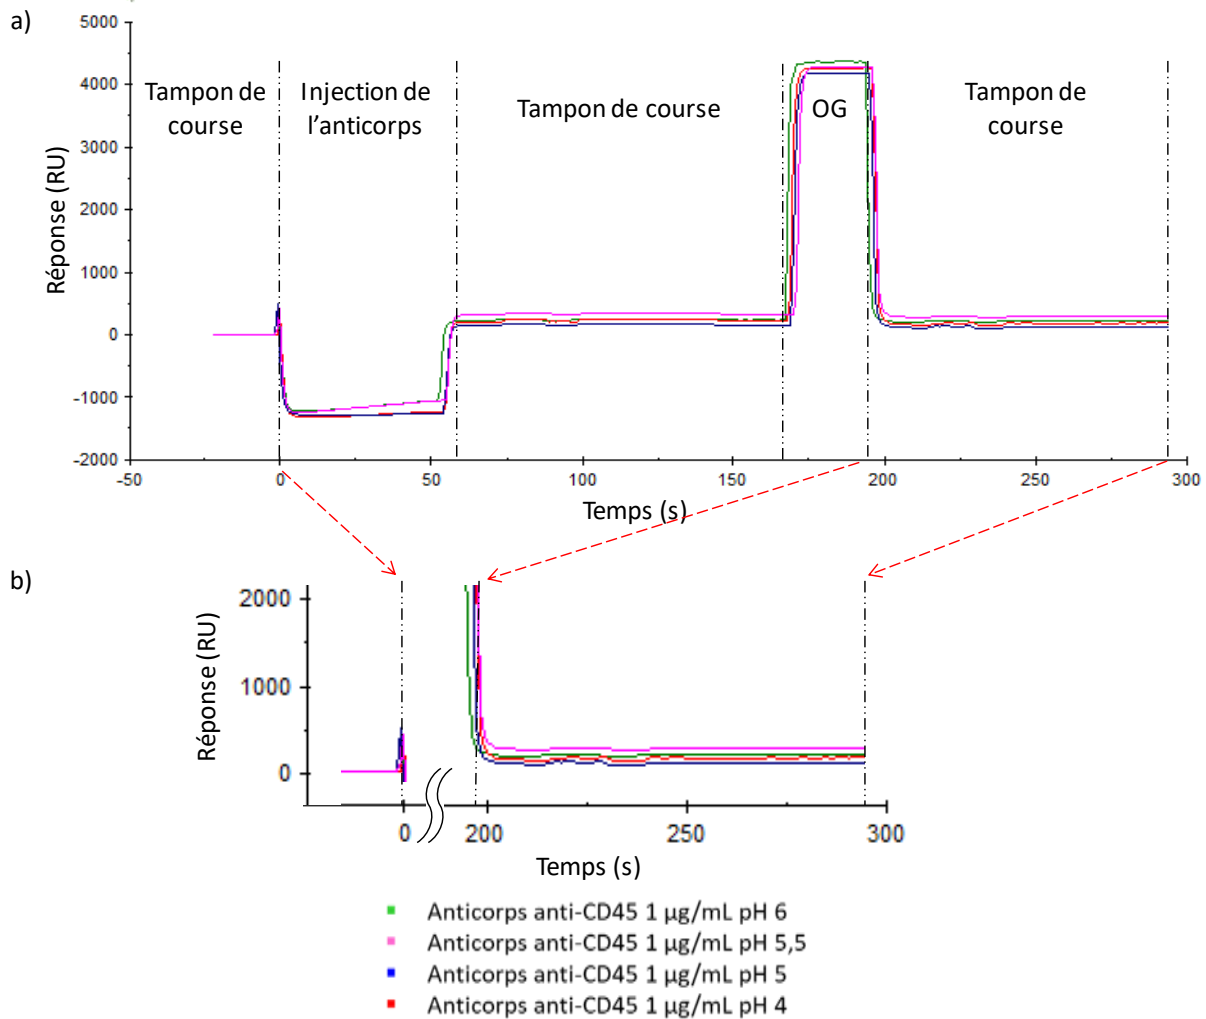 a)
5000
4000
3000
2000
1000
0
-1000
-2000
Réponse (RU)
Tampon de
course
Injection de
l’anticorps
Tampon de course
OG
Tampon de
course
-50 0 50 100 150 200 250 300
Temps (s)
b)
2000
1000
0
Réponse (RU)
0 200 250 300
Temps (s)
Anticorps anti-CD45 1 µg/mL pH 6
Anticorps anti-CD45 1 µg/mL pH 5,5
Anticorps anti-CD45 1 µg/mL pH 5
Anticorps anti-CD45 1 µg/mL pH 4